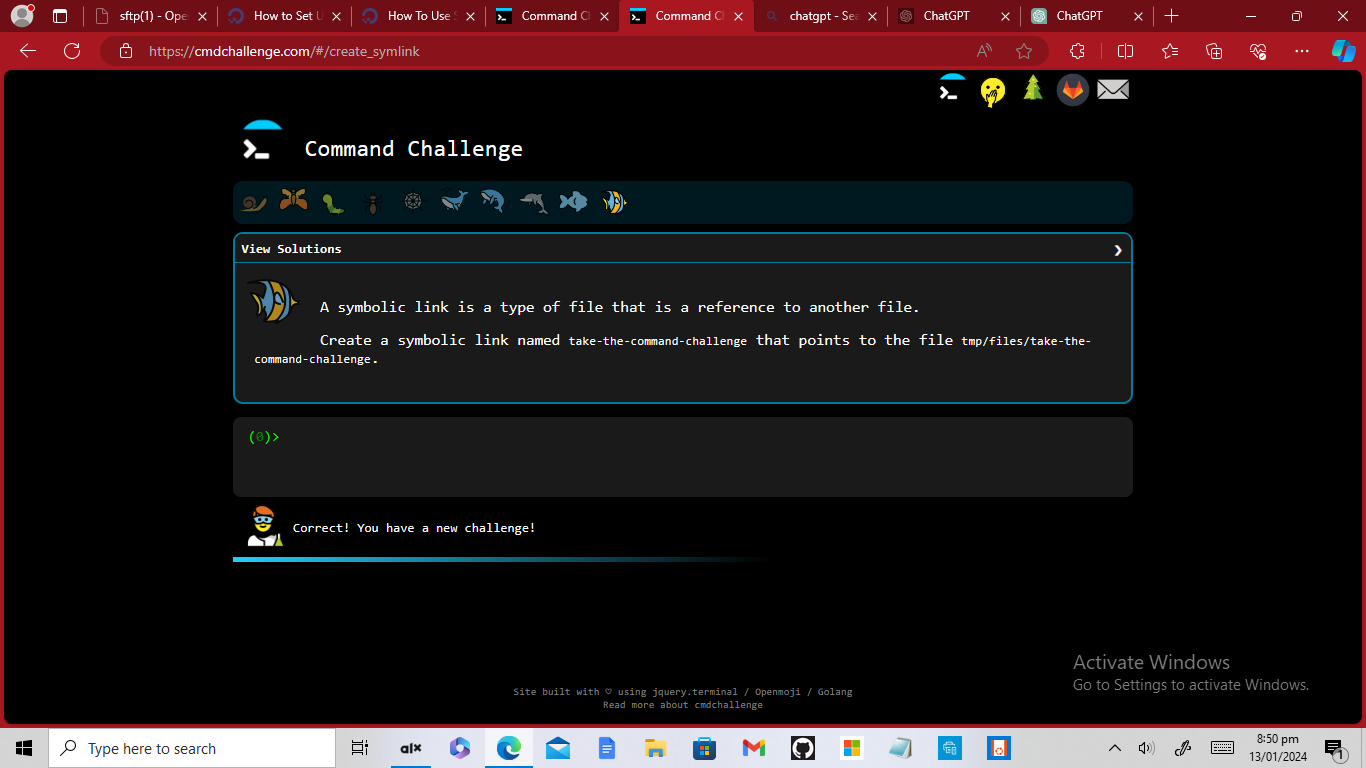 sftp(1) - Ope
How to Set U
How To Use S
Command Ch
Command Ch
chatgpt - Sea
ChatGPT
ChatGPT
https://cmdchallenge.com/#/create_symlink
Command Challenge
View Solutions
A symbolic link is a type of file that is a reference to another file.
Create a symbolic link named take-the-command-challenge that points to the file tmp/files/take-the-
command-challenge.
(0)>
Correct! You have a new challenge!
Activate Windows
Go to Settings to activate Windows.
Site built with ♡ using jquery.terminal / Openmoji / Golang
Read more about cmdchallenge
Type here to search
alx
8:50 pm
13/01/2024
1